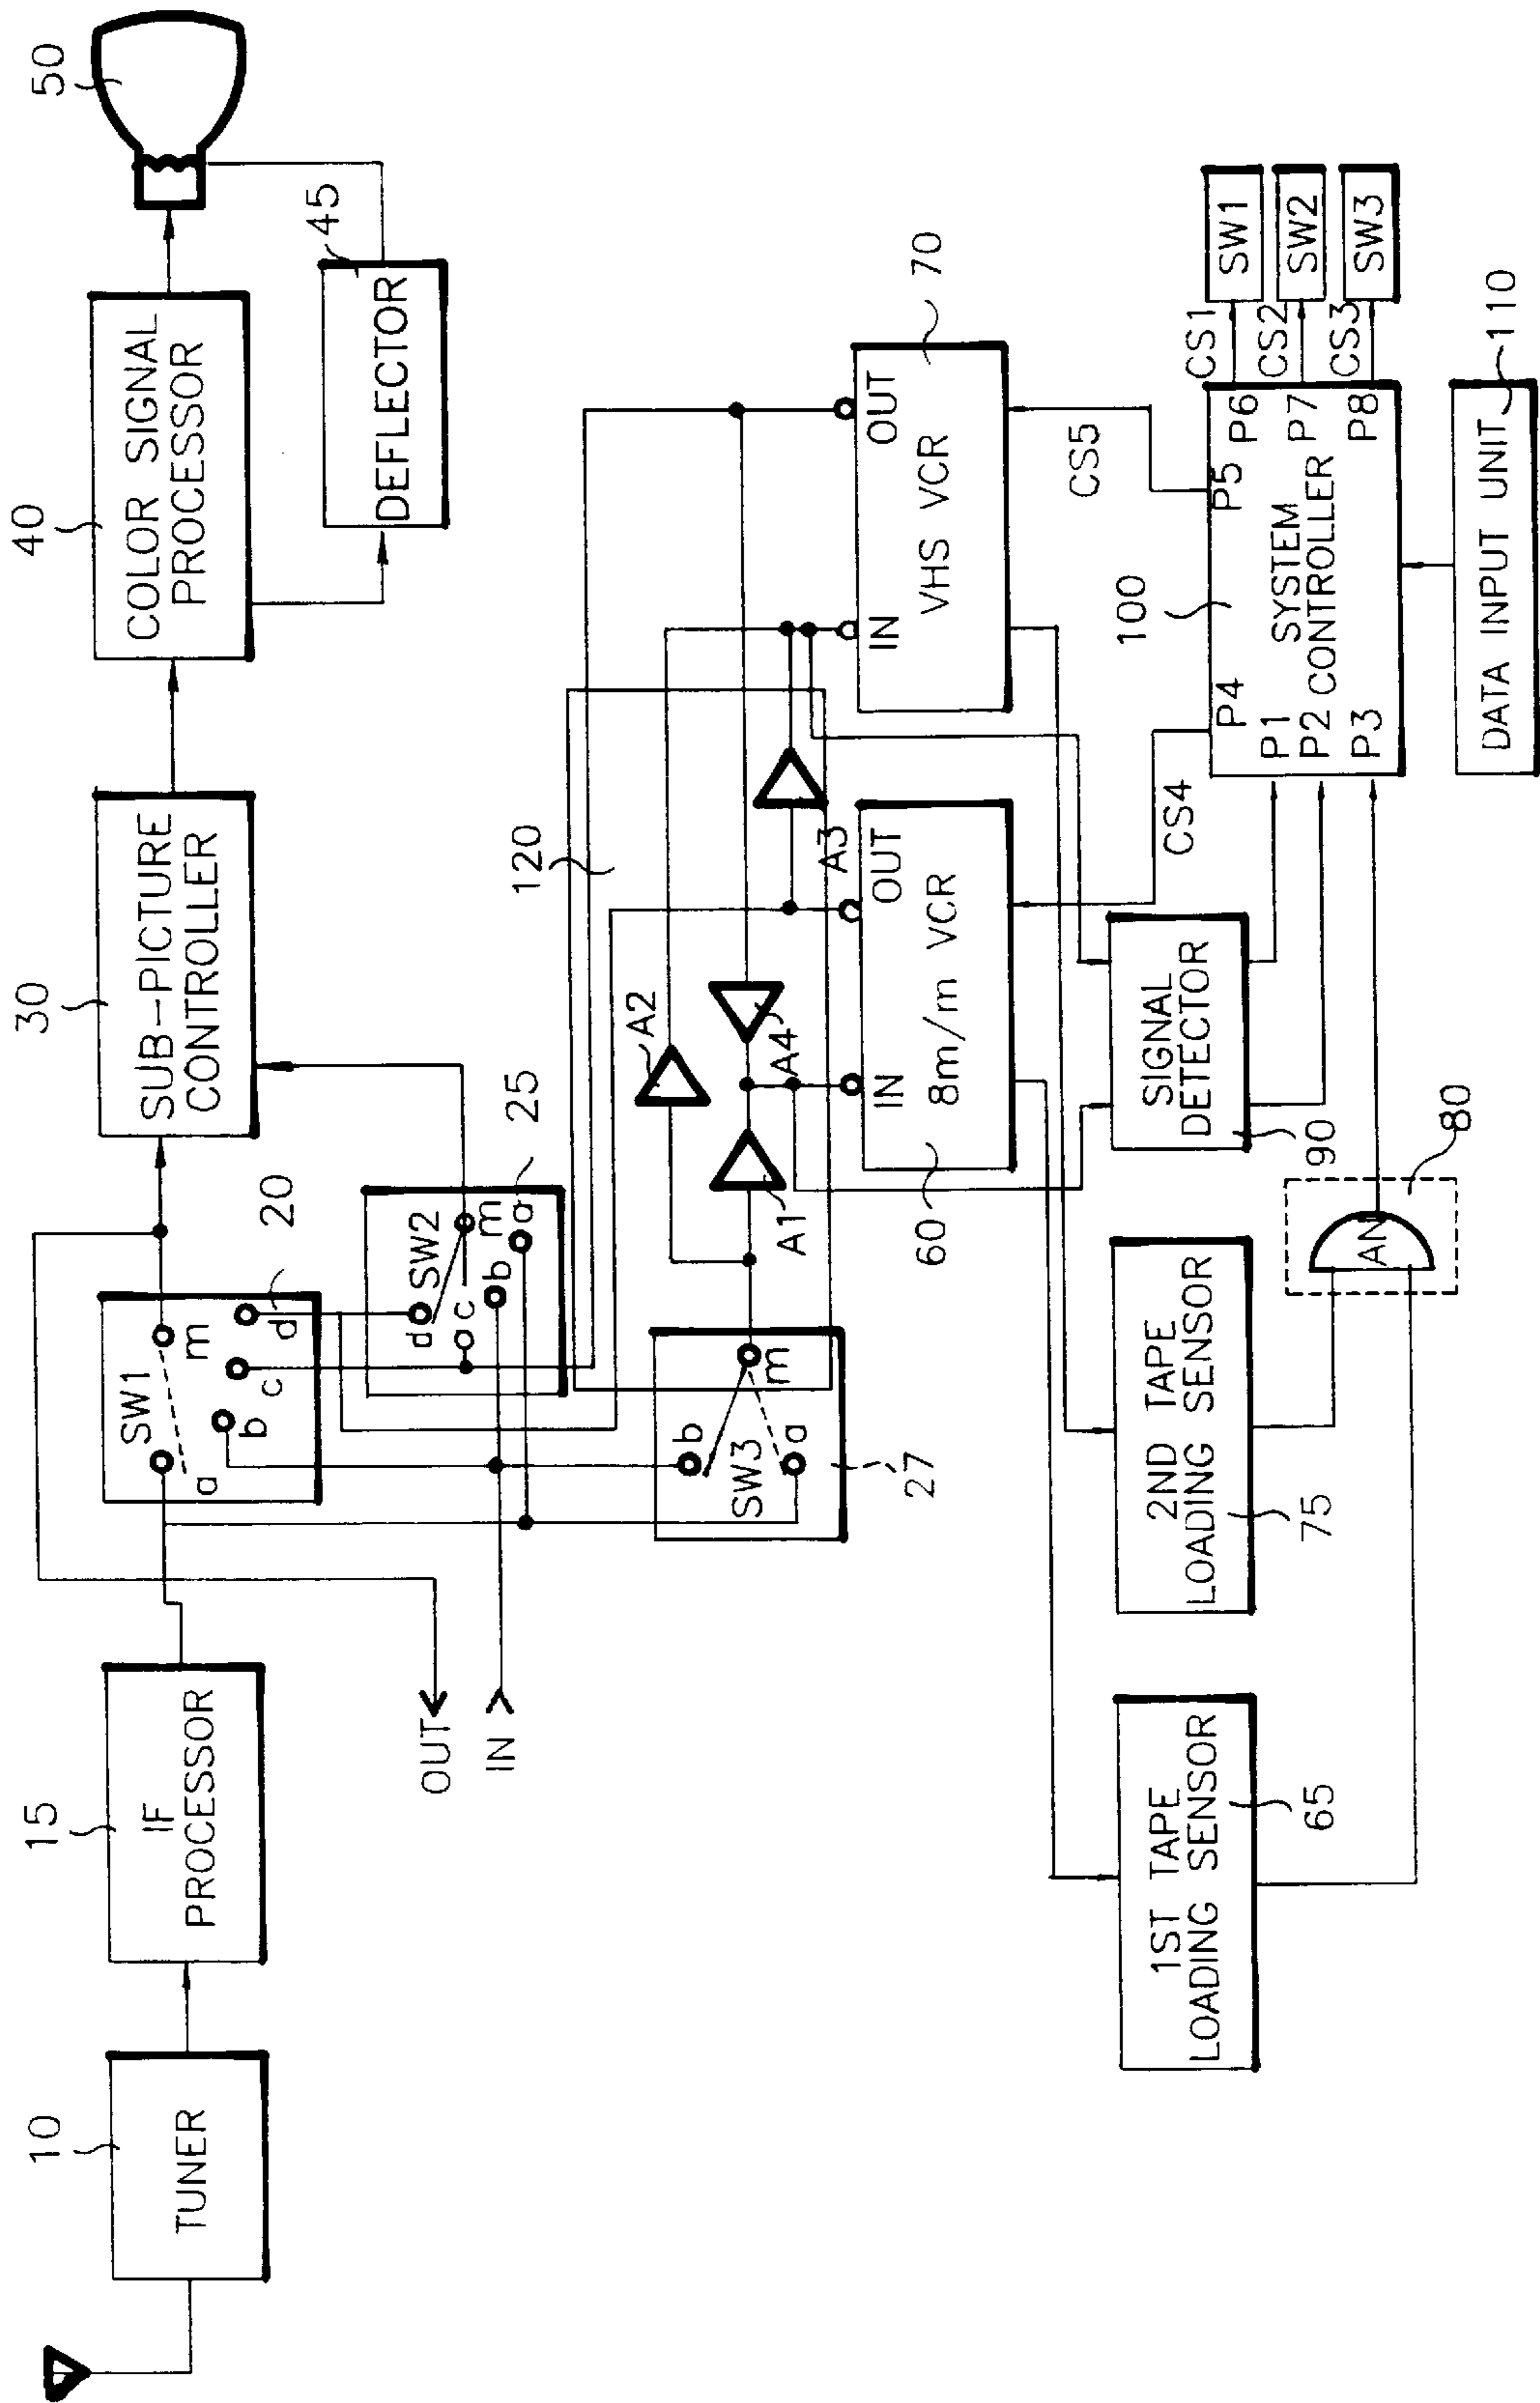 10
TUNER
15
IF
PROCESSOR
30
SUB-PICTURE
CONTROLLER
40
COLOR SIGNAL
PROCESSOR
50
45
DEFLECTOR
SW1
a
b
c
d
m
20
SW2
d
c
b
m
a
25
OUT
IN
SW3
b
a
m
27
120
A1
A2
A3
A4
IN
OUT
8m/m VCR
60
IN
OUT
VHS VCR
70
1ST TAPE
LOADING SENSOR
65
2ND TAPE
LOADING SENSOR
75
AN1
80
SIGNAL
DETECTOR
90
CS4
CS5
100
P4
P5
P6
P1
SYSTEM
P7
P2
CONTROLLER
P3
P8
CS1
SW1
CS2
SW2
CS3
SW3
DATA INPUT UNIT
110